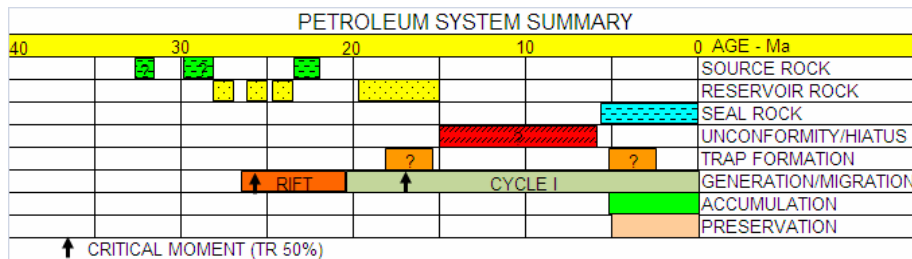 PETROLEUM SYSTEM SUMMARY
40 30 20 10 0 AGE - Ma
? ? SOURCE ROCK
RESERVOIR ROCK
SEAL ROCK
? UNCONFORMITY/HIATUS
? ? TRAP FORMATION
RIFT CYCLE I GENERATION/MIGRATION
ACCUMULATION
PRESERVATION
CRITICAL MOMENT (TR 50%)